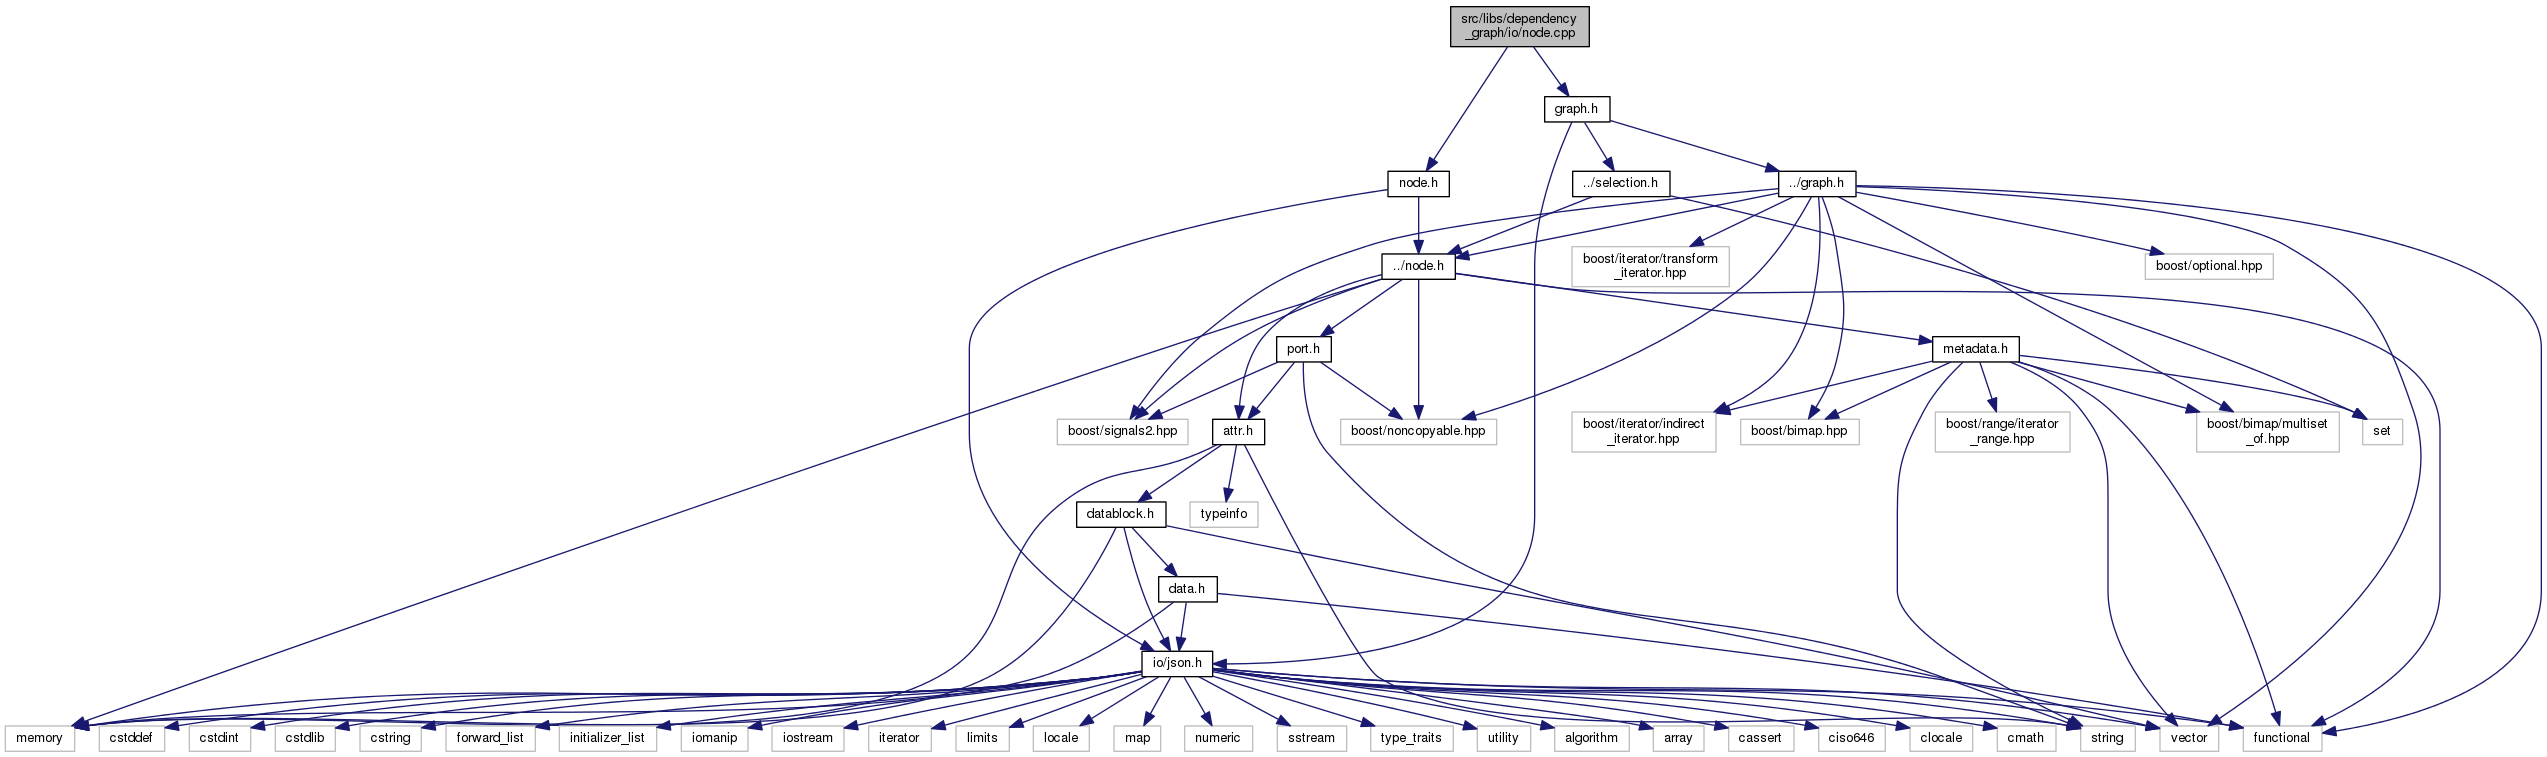 src/libs/dependency
_graph/io/node.cpp
graph.h
node.h
../selection.h
../graph.h
../node.h
boost/iterator/transform
_iterator.hpp
boost/optional.hpp
port.h
metadata.h
boost/signals2.hpp
attr.h
boost/noncopyable.hpp
boost/iterator/indirect
_iterator.hpp
boost/bimap.hpp
boost/range/iterator
_range.hpp
boost/bimap/multiset
_of.hpp
set
datablock.h
typeinfo
data.h
io/json.h
memory
cstddef
cstdint
cstdlib
cstring
forward_list
initializer_list
iomanip
iostream
iterator
limits
locale
map
numeric
sstream
type_traits
utility
algorithm
array
cassert
ciso646
clocale
cmath
string
vector
functional